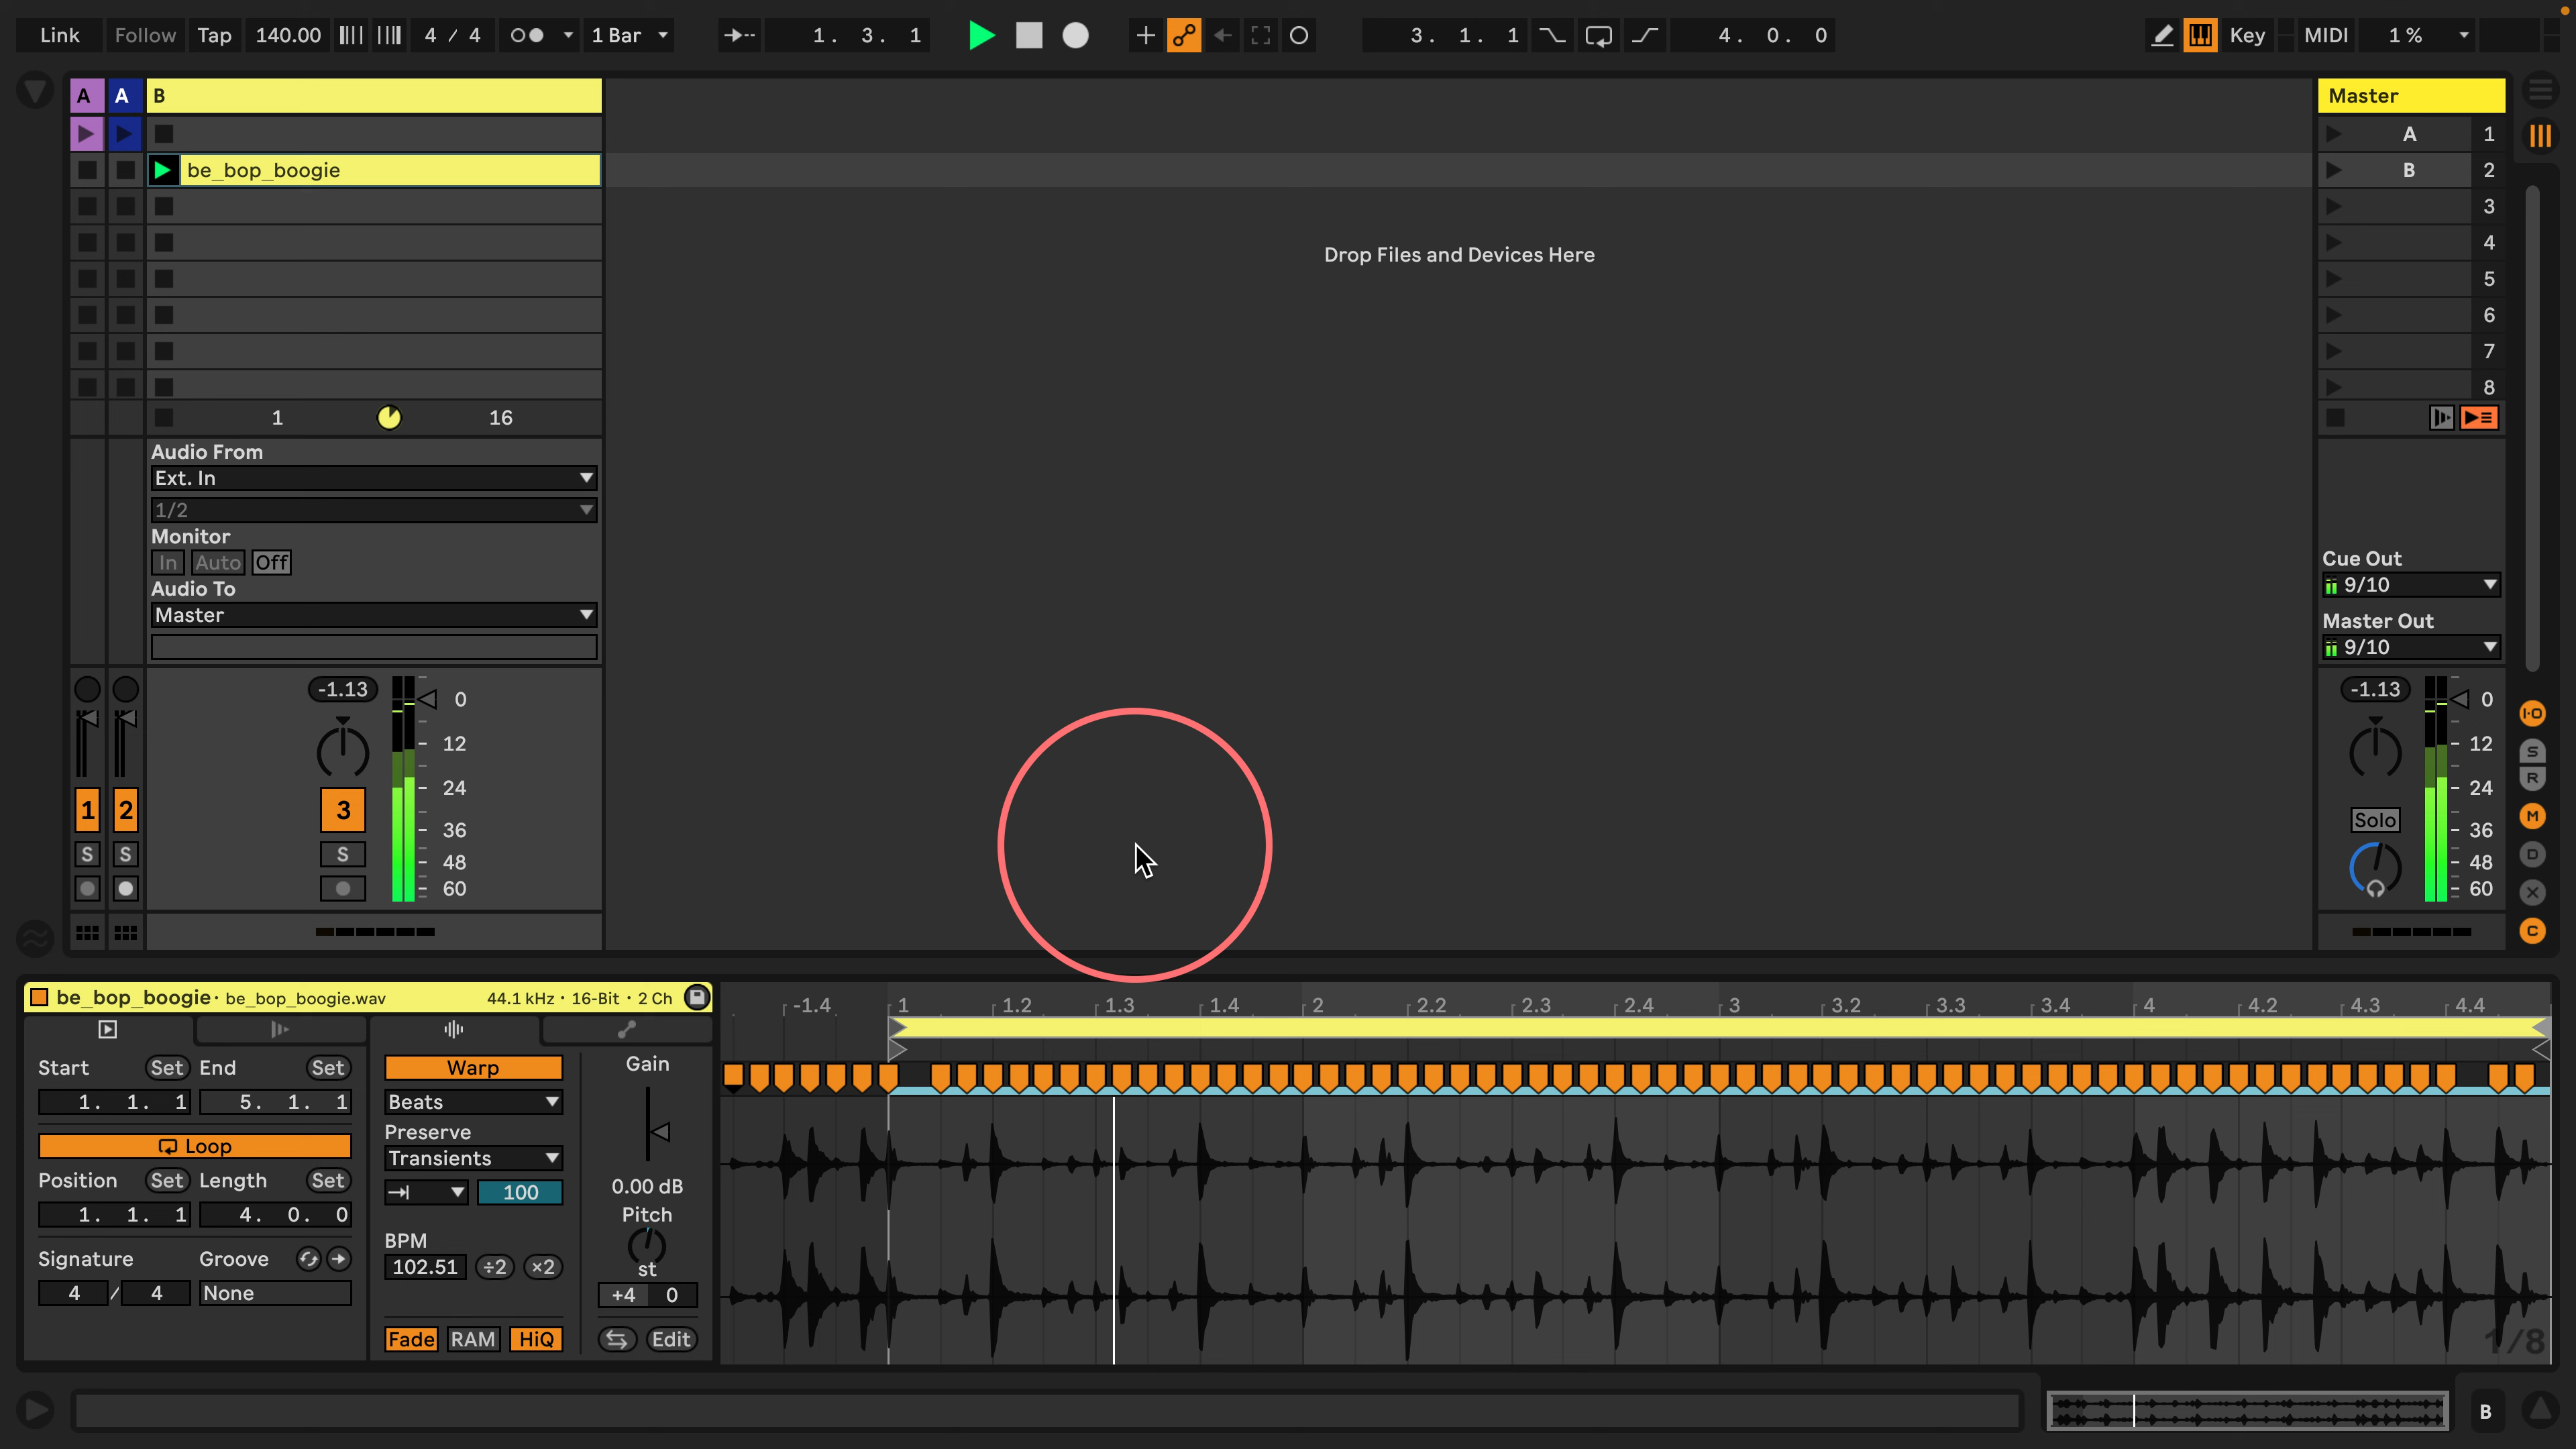 Link Follow Tap 140.00 4 / 4 1 Bar 1. 3. 1 3. 1. 1 4. 0. 0 Key MIDI 1 %
A A B Master
A 1
be_bop_boogie B 2
3
Drop Files and Devices Here
4
5
6
7
8
1 16
Audio From
Ext. In
1/2
Monitor
In Auto Off
Audio To
Master
Cue Out
9/10
Master Out
9/10
-1.13 0 -1.13 0
I·O
12 12
S
24 24
R
1 2 3 Solo M
36 36
S S S 48 48 D
60 60
C
be_bop_boogie · be_bop_boogie.wav 44.1 kHz · 16-Bit · 2 Ch
-1.4 1 1.2 1.3 1.4 2 2.2 2.3 2.4 3 3.2 3.3 3.4 4 4.2 4.3 4.4
Start Set End Set Warp Gain
1. 1. 1 5. 1. 1 Beats
Loop Preserve
Transients
Position Set Length Set 100 0.00 dB
1. 1. 1 4. 0. 0 Pitch
Signature Groove BPM
102.51 ÷2 ×2 st
4 / 4 None +4 0
Fade RAM HiQ Edit
1/8
B